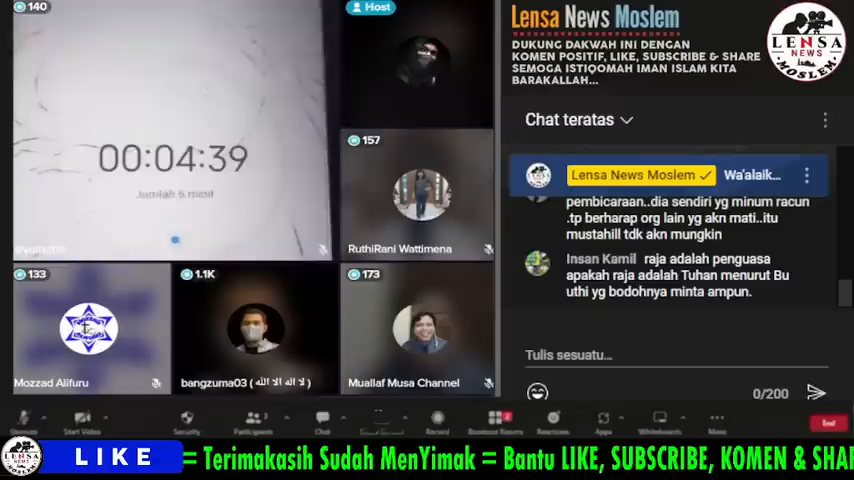 140
00:04:39
Jumlah 6 menit
Host
157
RuthiRani Wattimena
133
Mozzad Alifuru
1.1K
bangzuma03 ( لا اله الا الله )
173
Muallaf Musa Channel
Lensa News Moslem
DUKUNG DAKWAH INI DENGAN
KOMEN POSITIF, LIKE, SUBSCRIBE & SHARE
SEMOGA ISTIQOMAH IMAN ISLAM KITA
BARAKALLAH...
LENSA
NEWS
MOSLEM
Chat teratas
Lensa News Moslem Wa'alaik...
pembicaraan..dia sendiri yg minum racun
.tp berharap org lain yg akn mati..itu
mustahill tdk akn mungkin
Insan Kamil raja adalah penguasa
apakah raja adalah Tuhan menurut Bu
uthi yg bodohnya minta ampun.
Tulis sesuatu...
0/200
Start Video
Security
Participants
Chat
Record
Breakout Rooms
Reactions
Apps
Whiteboards
More
End
LIKE
= Terimakasih Sudah MenYimak = Bantu LIKE, SUBSCRIBE, KOMEN & SHAR